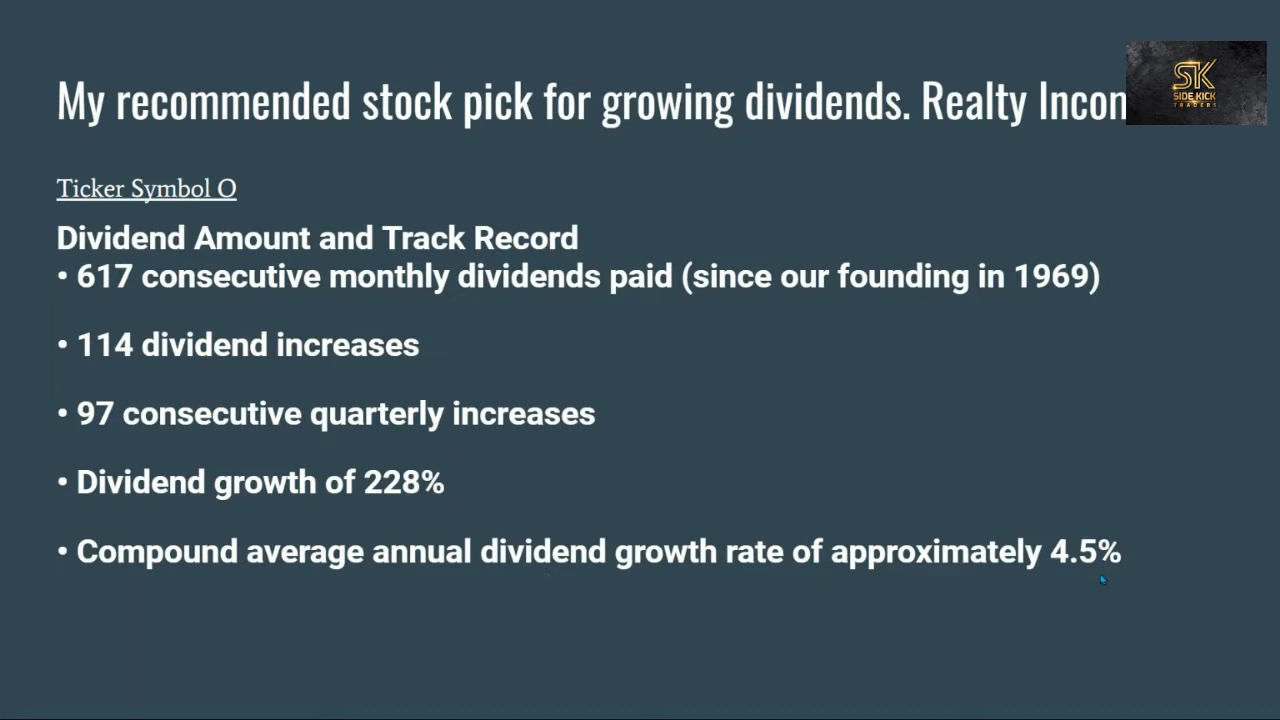 My recommended stock pick for growing dividends. Realty Incom
SK
SIDE KICK
TRADERS
Ticker Symbol O
Dividend Amount and Track Record
• 617 consecutive monthly dividends paid (since our founding in 1969)
• 114 dividend increases
• 97 consecutive quarterly increases
• Dividend growth of 228%
• Compound average annual dividend growth rate of approximately 4.5%